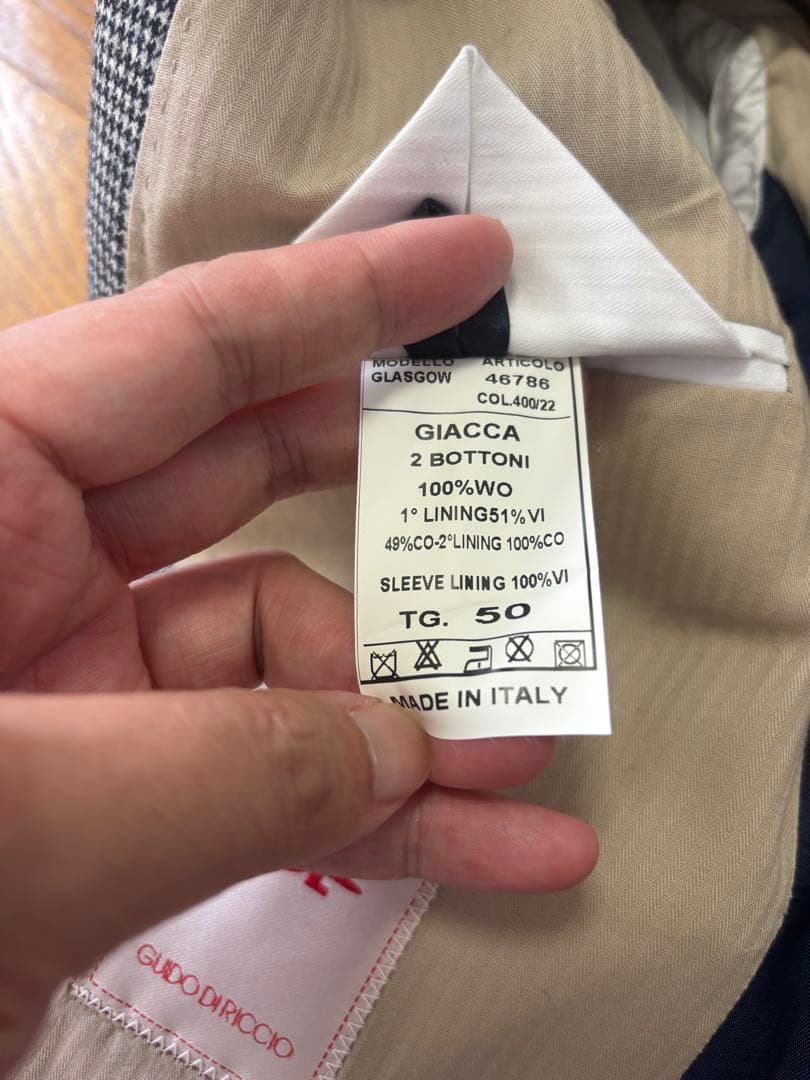 MODELLO ARTICOLO
GLASGOW 46786
COL.400/22
GIACCA
2 BOTTONI
100%WO
1° LINING51%VI
49%CO-2°LINING 100%CO
SLEEVE LINING 100%VI
TG. 50
MADE IN ITALY
GUIDO DI RICCIO